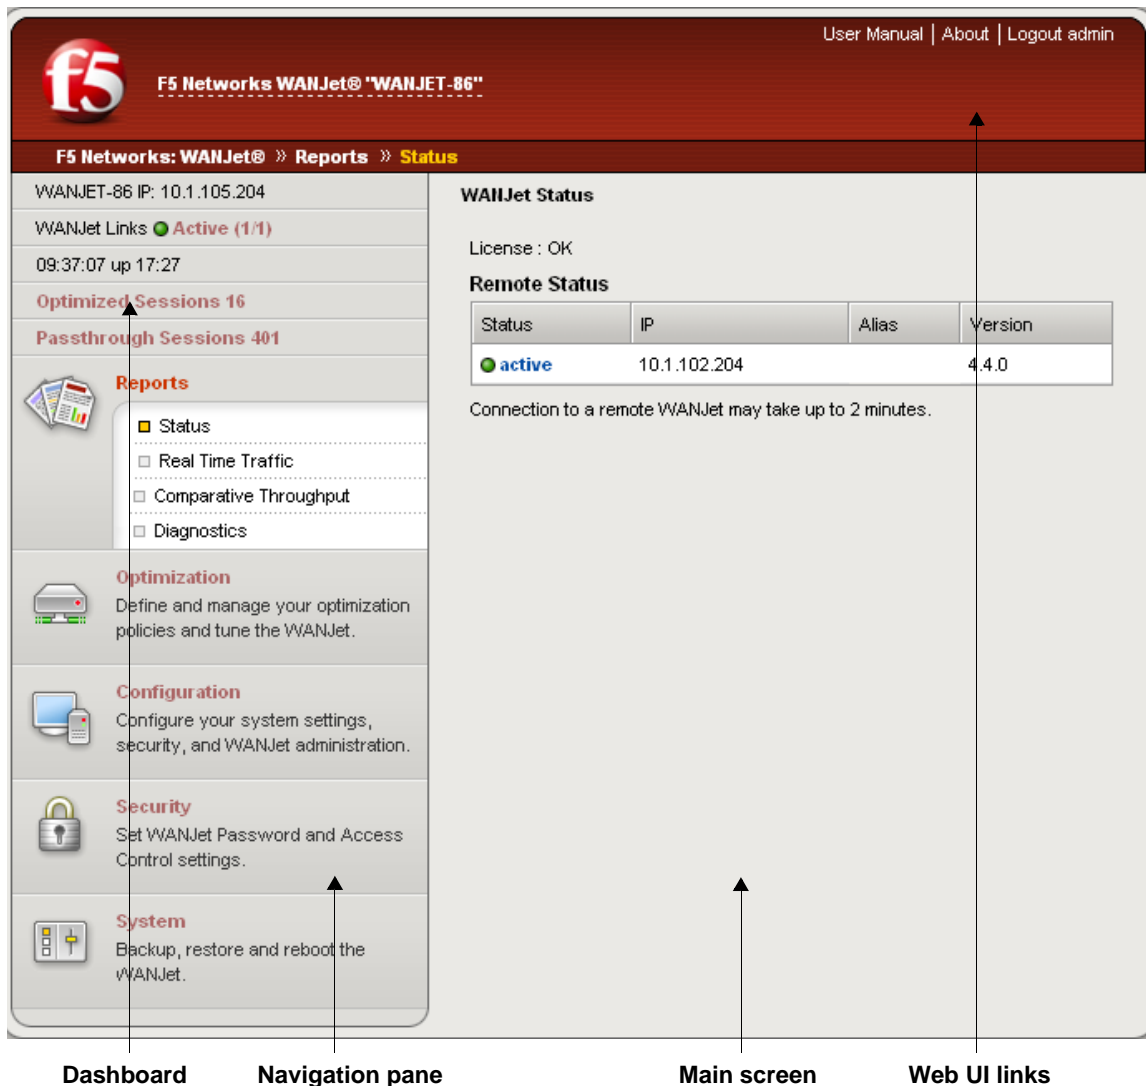 User Manual | About | Logout admin
f5
F5 Networks WANJet® "WANJET-86"
F5 Networks: WANJet® » Reports » Status
WANJET-86 IP: 10.1.105.204
WANJet Links Active (1/1)
09:37:07 up 17:27
Optimized Sessions 16
Passthrough Sessions 401
Reports
Status
Real Time Traffic
Comparative Throughput
Diagnostics
Optimization
Define and manage your optimization
policies and tune the WANJet.
Configuration
Configure your system settings,
security, and WANJet administration.
Security
Set WANJet Password and Access
Control settings.
System
Backup, restore and reboot the
WANJet.
WANJet Status
License : OK
Remote Status
Status IP Alias Version
active 10.1.102.204 4.4.0
Connection to a remote WANJet may take up to 2 minutes.
Dashboard Navigation pane Main screen Web UI links